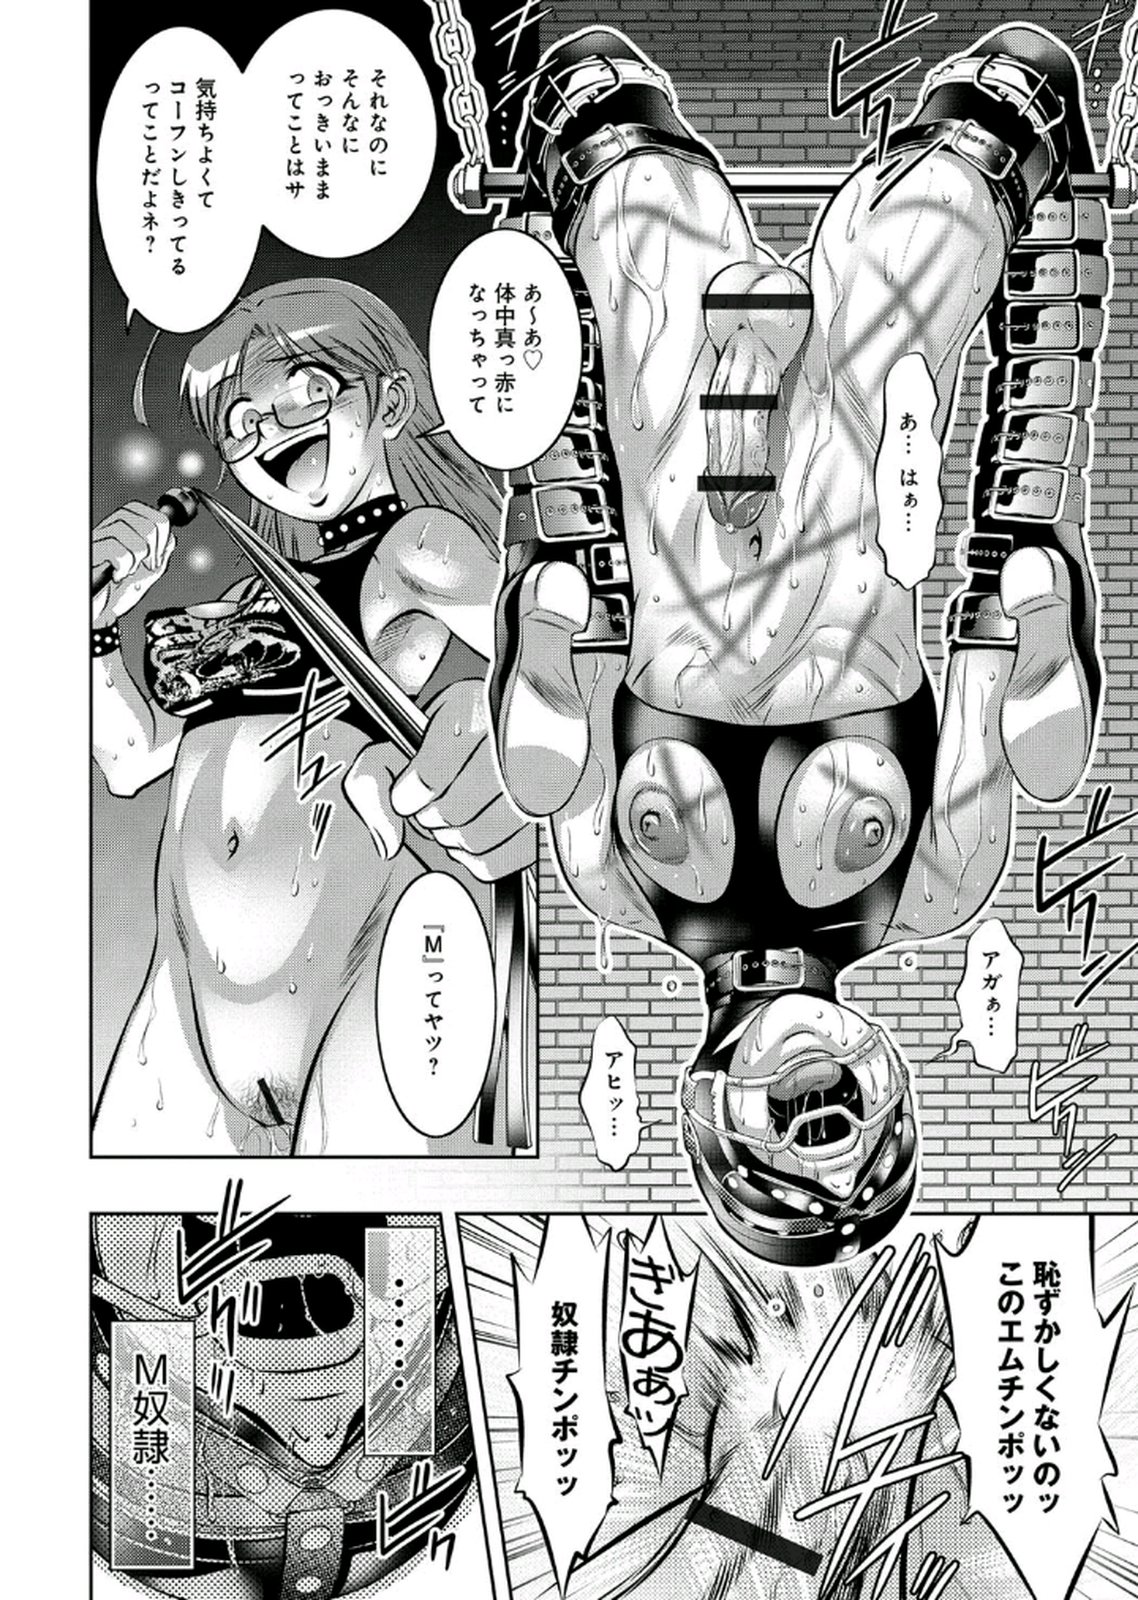 あ…はぁ…
あ～あ♡
体中真っ赤に
なっちゃって
それなのに
そんなに
おっきいまま
ってことはサ
気持ちよくて
コーフンしきってる
ってことだよネ?
アガぁ…
アヒッ…
『M』ってヤツ?
恥ずかしくないのッ
このエムチンポッッ
ぎあぁッ
奴隷チンポッッ
………
M奴隷……